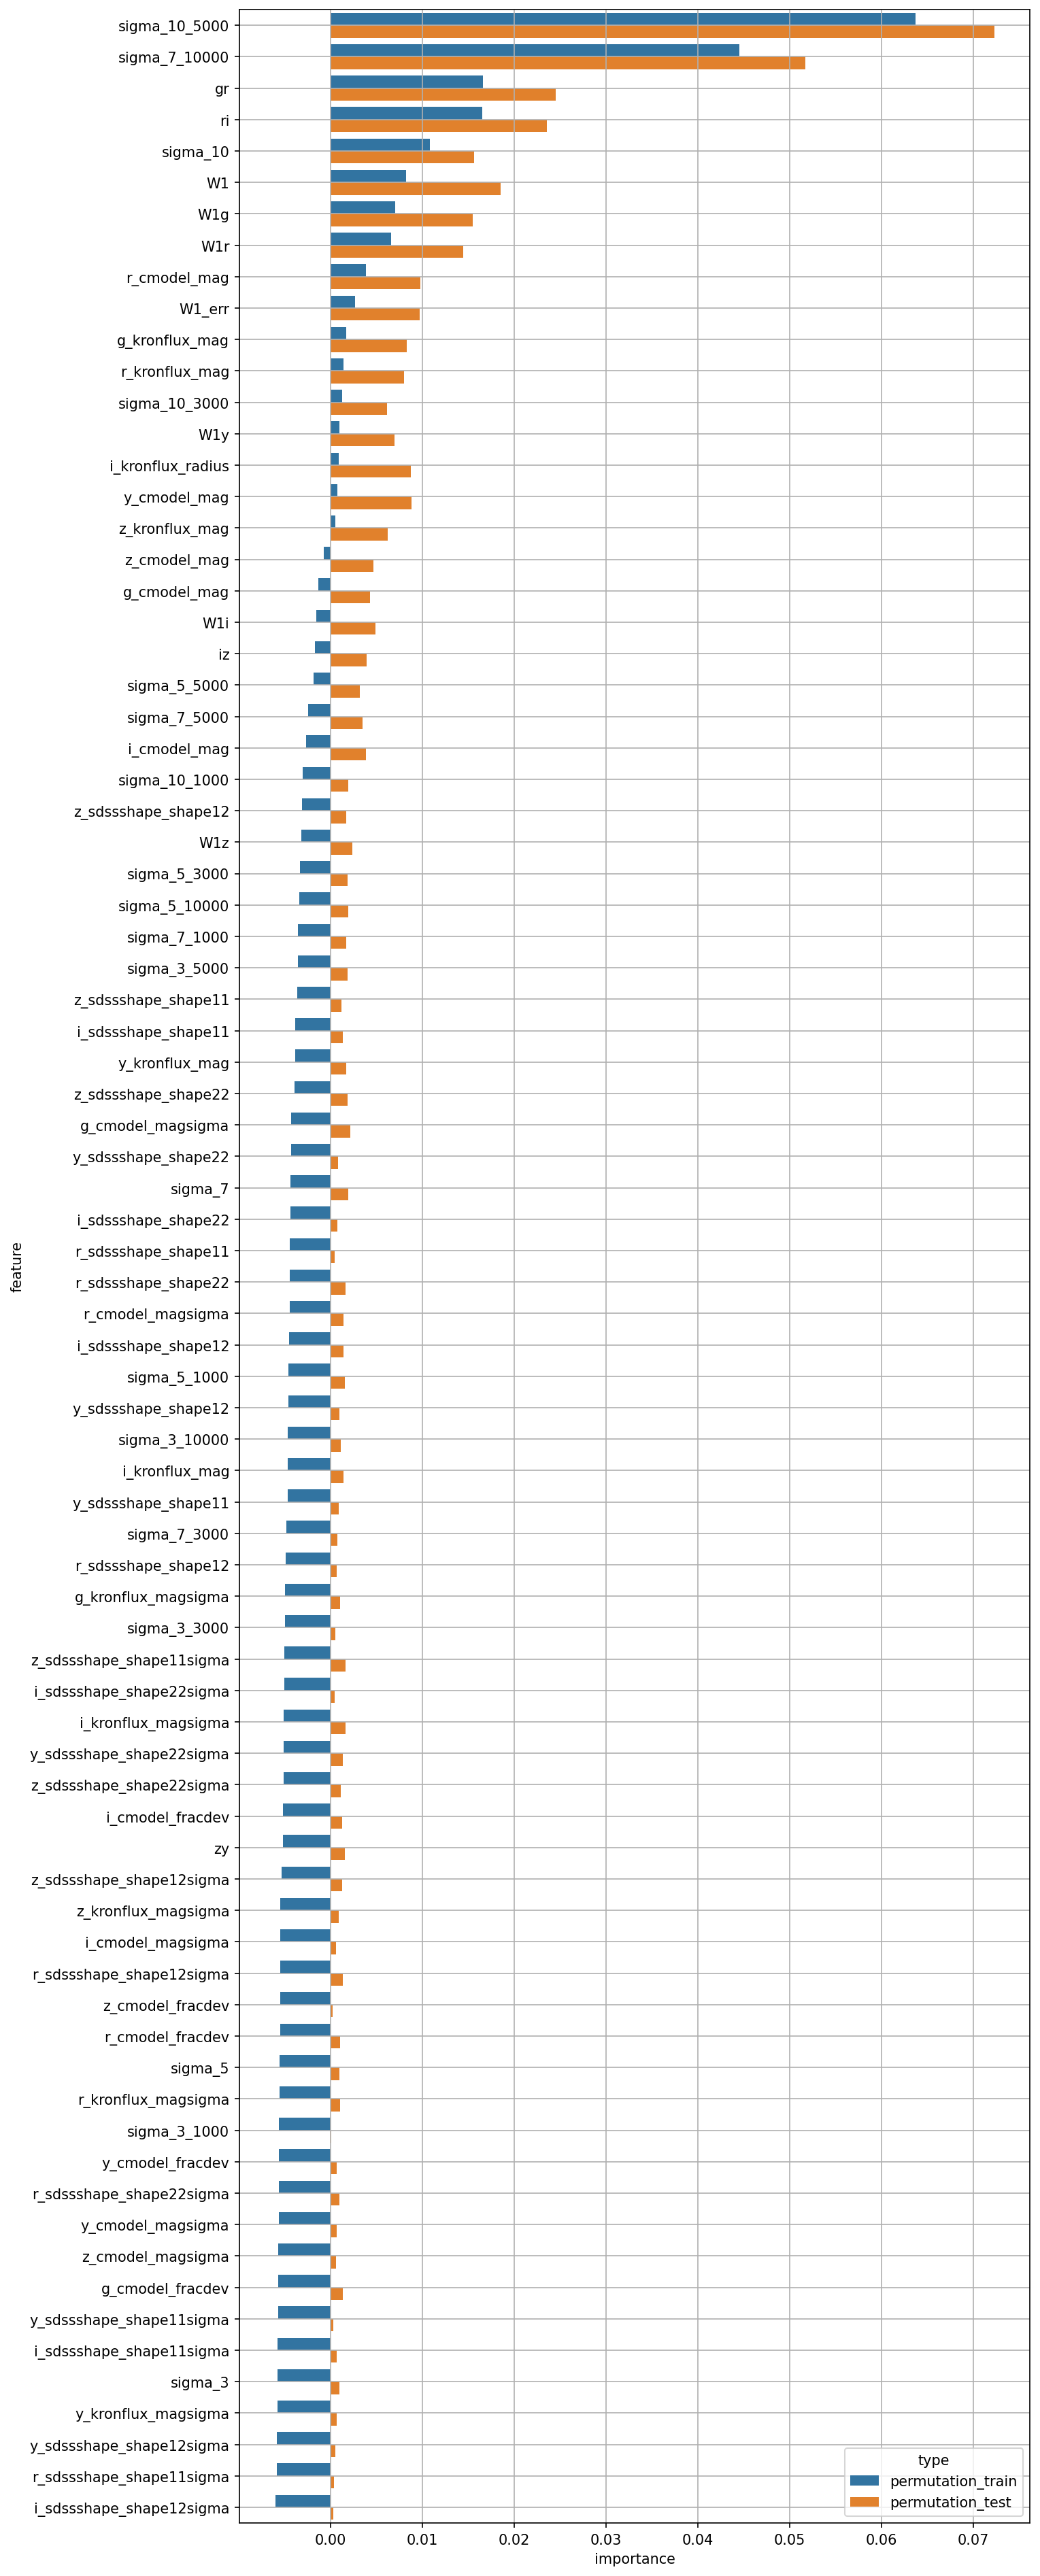 sigma_10_5000
sigma_7_10000
gr
ri
sigma_10
W1
W1g
W1r
r_cmodel_mag
W1_err
g_kronflux_mag
r_kronflux_mag
sigma_10_3000
W1y
i_kronflux_radius
y_cmodel_mag
z_kronflux_mag
z_cmodel_mag
g_cmodel_mag
W1i
iz
sigma_5_5000
sigma_7_5000
i_cmodel_mag
sigma_10_1000
z_sdssshape_shape12
W1z
sigma_5_3000
sigma_5_10000
sigma_7_1000
sigma_3_5000
z_sdssshape_shape11
i_sdssshape_shape11
y_kronflux_mag
z_sdssshape_shape22
g_cmodel_magsigma
y_sdssshape_shape22
sigma_7
i_sdssshape_shape22
r_sdssshape_shape11
feature
r_sdssshape_shape22
r_cmodel_magsigma
i_sdssshape_shape12
sigma_5_1000
y_sdssshape_shape12
sigma_3_10000
i_kronflux_mag
y_sdssshape_shape11
sigma_7_3000
r_sdssshape_shape12
g_kronflux_magsigma
sigma_3_3000
z_sdssshape_shape11sigma
i_sdssshape_shape22sigma
i_kronflux_magsigma
y_sdssshape_shape22sigma
z_sdssshape_shape22sigma
i_cmodel_fracdev
zy
z_sdssshape_shape12sigma
z_kronflux_magsigma
i_cmodel_magsigma
r_sdssshape_shape12sigma
z_cmodel_fracdev
r_cmodel_fracdev
sigma_5
r_kronflux_magsigma
sigma_3_1000
y_cmodel_fracdev
r_sdssshape_shape22sigma
y_cmodel_magsigma
z_cmodel_magsigma
g_cmodel_fracdev
y_sdssshape_shape11sigma
i_sdssshape_shape11sigma
sigma_3
y_kronflux_magsigma
y_sdssshape_shape12sigma
r_sdssshape_shape11sigma
i_sdssshape_shape12sigma
type
permutation_train
permutation_test
0.00 0.01 0.02 0.03 0.04 0.05 0.06 0.07
importance